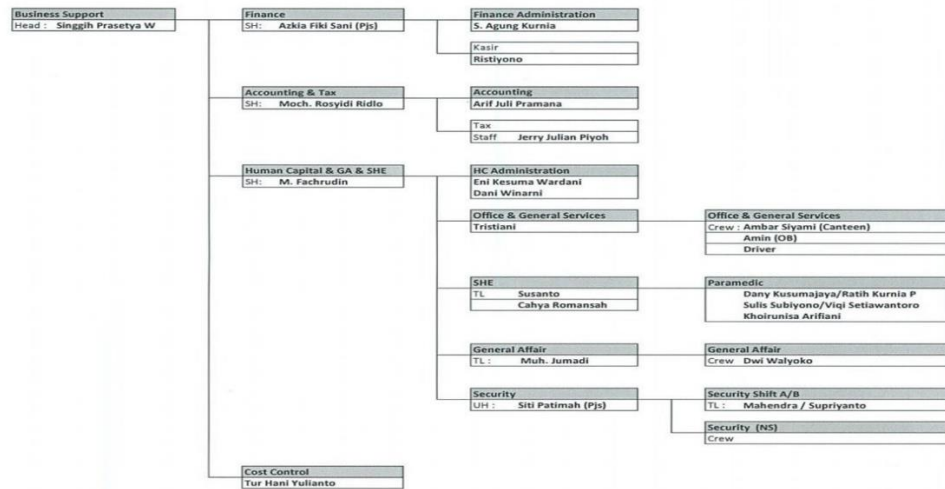 Business Support
Head : Singgih Prasetya W
Finance
SH: Azkia Fiki Sani (Pjs)
Finance Administration
S. Agung Kurnia
Kasir
Ristiyono
Accounting & Tax
SH: Moch. Rosyidi Ridlo
Accounting
Arif Juli Pramana
Tax
Staff Jerry Julian Piyoh
Human Capital & GA & SHE
SH: M. Fachrudin
HC Administration
Eni Kesuma Wardani
Dani Winarni
Office & General Services
Tristiani
Office & General Services
Crew : Ambar Siyami (Canteen)
Amin (OB)
Driver
SHE
TL Susanto
Cahya Romansah
Paramedic
Dany Kusumajaya/Ratih Kurnia P
Sulis Subiyono/Viqi Setiawantoro
Khoirunisa Arifiani
General Affair
TL : Muh. Jumadi
General Affair
Crew Dwi Walyoko
Security
UH : Siti Patimah (Pjs)
Security Shift A/B
TL : Mahendra / Supriyanto
Security (NS)
Crew
Cost Control
Tur Hani Yulianto